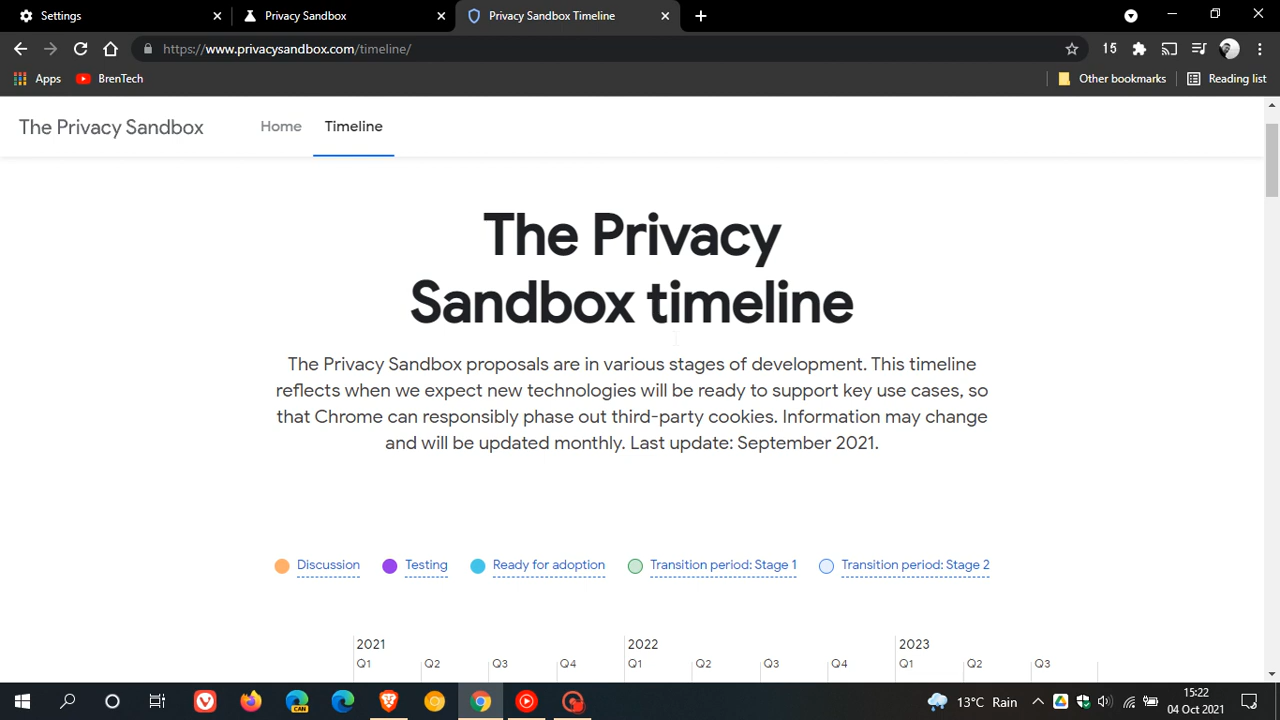 Settings
Privacy Sandbox
Privacy Sandbox Timeline
https://www.privacysandbox.com/timeline/
15
Apps
BrenTech
Other bookmarks
Reading list
The Privacy Sandbox
Home
Timeline
The Privacy
Sandbox timeline
The Privacy Sandbox proposals are in various stages of development. This timeline
reflects when we expect new technologies will be ready to support key use cases, so
that Chrome can responsibly phase out third-party cookies. Information may change
and will be updated monthly. Last update: September 2021.
Discussion
Testing
Ready for adoption
Transition period: Stage 1
Transition period: Stage 2
2021
2022
2023
Q1 Q2 Q3 Q4 Q1 Q2 Q3 Q4 Q1 Q2 Q3
CAN
13°C Rain
15:22
04 Oct 2021